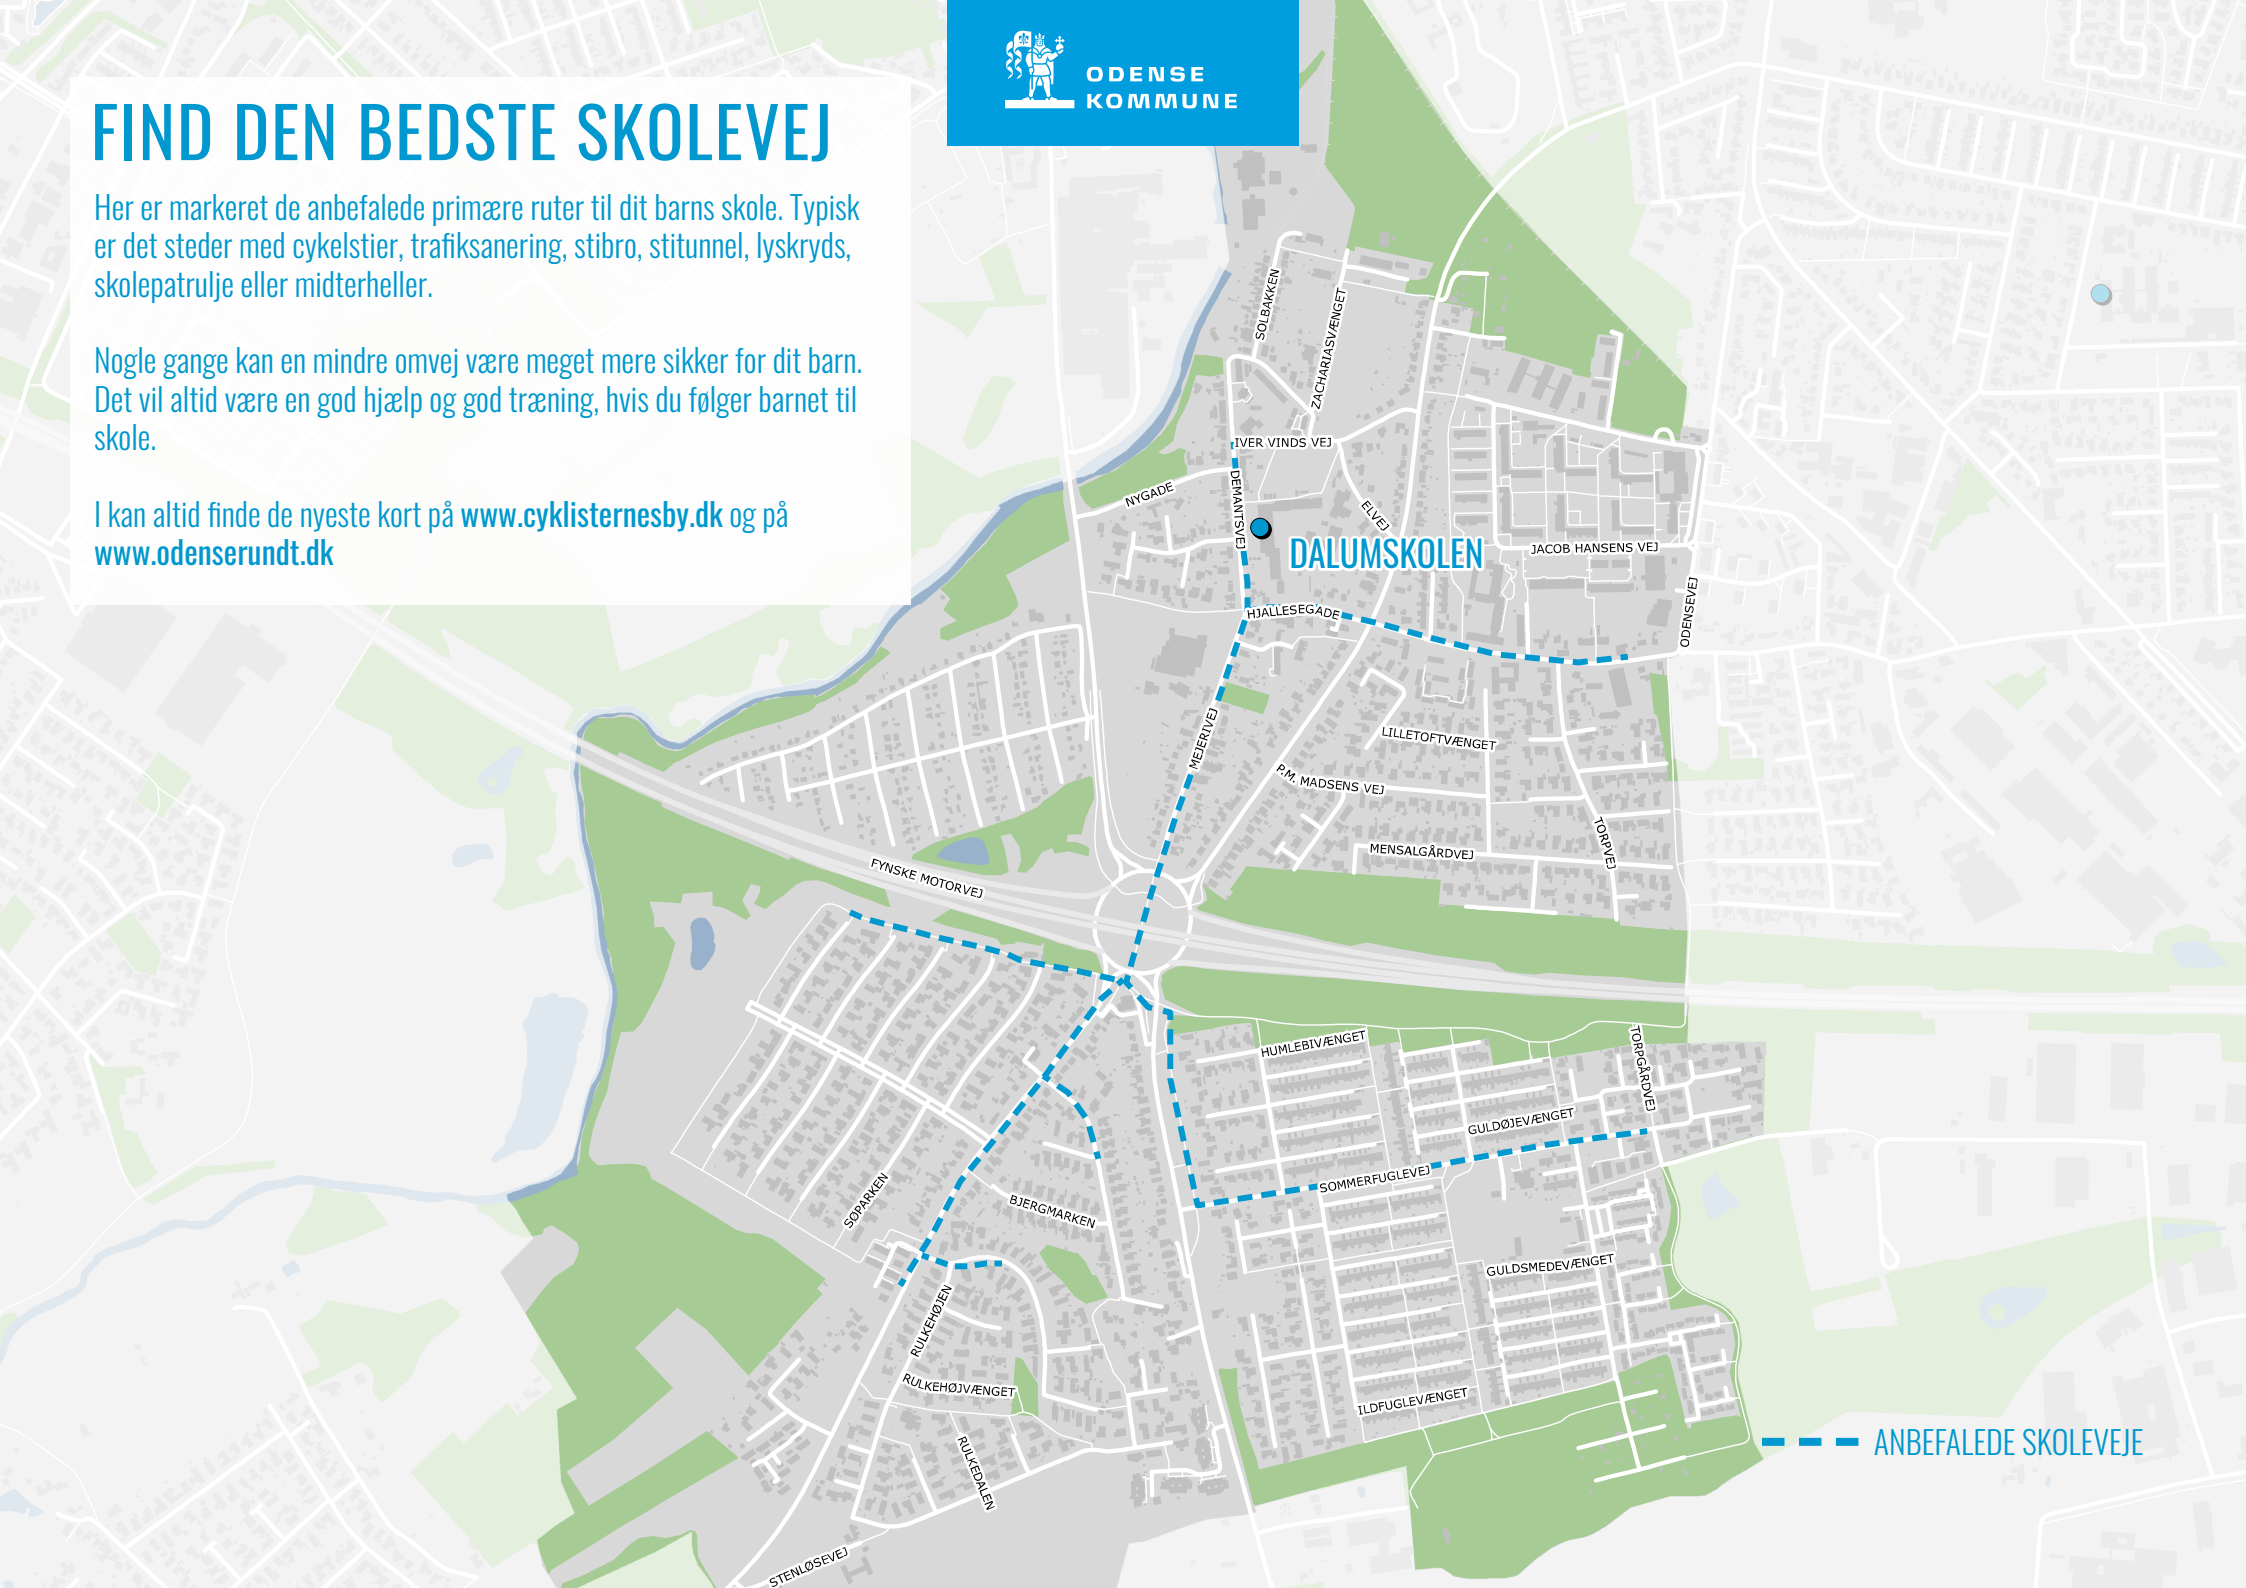 ODENSE
KOMMUNE
FIND DEN BEDSTE SKOLEVEJ
Her er markeret de anbefalede primære ruter til dit barns skole. Typisk
er det steder med cykelstier, trafiksanering, stibro, stitunnel, lyskryds,
skolepatrulje eller midterheller.
Nogle gange kan en mindre omvej være meget mere sikker for dit barn.
Det vil altid være en god hjælp og god træning, hvis du følger barnet til
skole.
I kan altid finde de nyeste kort på www.cyklisternesby.dk og på
www.odenserundt.dk
SOLBAKKEN
ZACHARIASVÆNGET
IVER VINDS VEJ
NYGADE
DEMANTSVEJ
ELVEJ
DALUMSKOLEN
JACOB HANSENS VEJ
ODENSEVEJ
HJALLESEGADE
MEJERIVEJ
LILLETOFTVÆNGET
P.M. MADSENS VEJ
MENSALGÅRDVEJ
TORPVEJ
FYNSKE MOTORVEJ
HUMLEBIVÆNGET
TORPGÅRDVEJ
GULDØJEVÆNGET
SOMMERFUGLEVEJ
SØPARKEN
BJERGMARKEN
GULDSMEDEVÆNGET
RULKEHØJEN
RULKEHØJVÆNGET
ILDFUGLEVÆNGET
RULKEDALEN
STENLØSEVEJ
ANBEFALEDE SKOLEVEJE